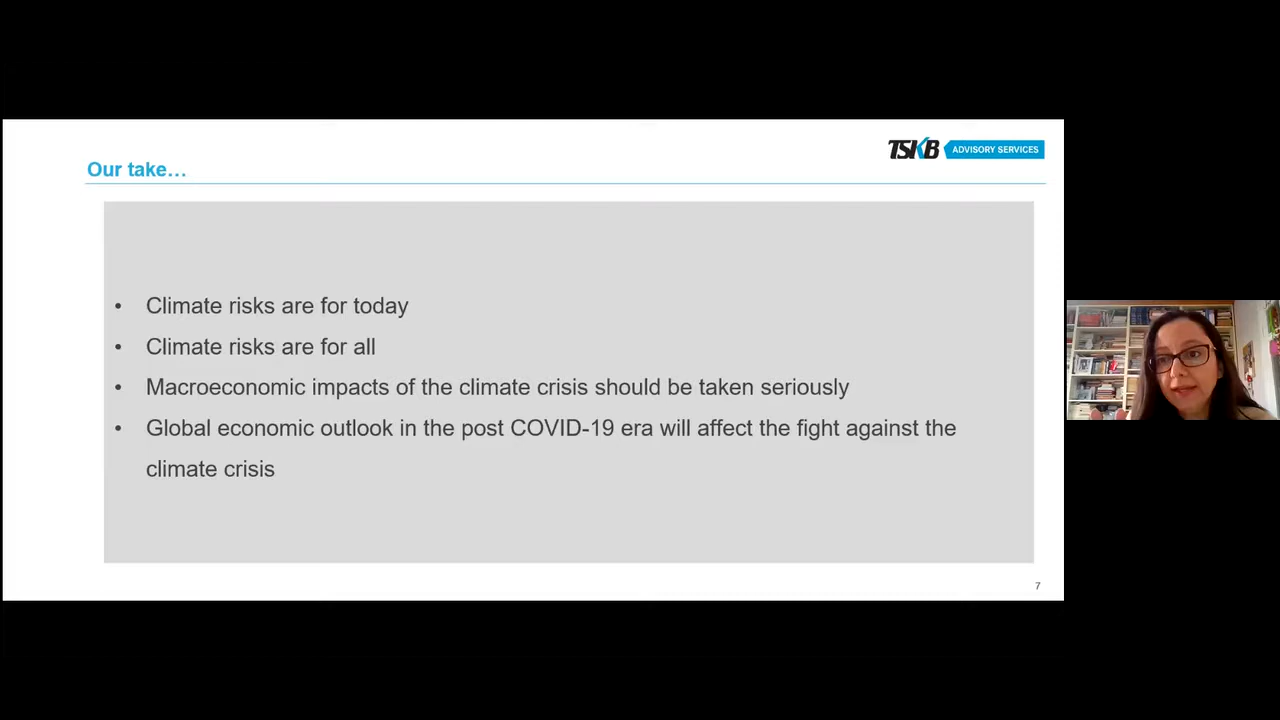 TSKB ADVISORY SERVICES
Our take…
• Climate risks are for today
• Climate risks are for all
• Macroeconomic impacts of the climate crisis should be taken seriously
• Global economic outlook in the post COVID-19 era will affect the fight against the
climate crisis
7